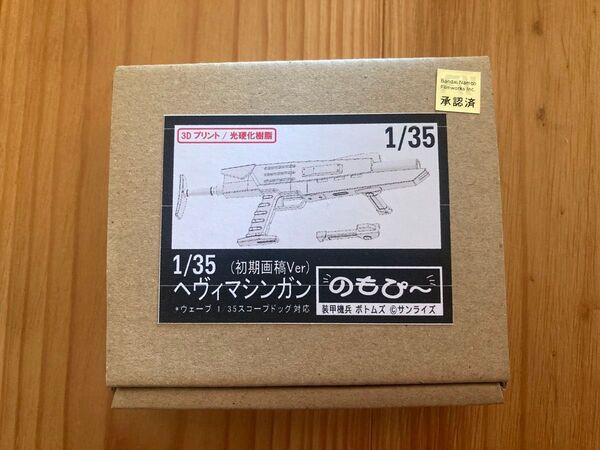 Bandai Namco
Filmworks Inc.
承認済
3Dプリント/光硬化樹脂
1/35
1/35 (初期画稿Ver)
ヘヴィマシンガン
*ウェーブ 1 35スコープドッグ対応
のもぴ～
装甲機兵 ボトムズ ©サンライズ